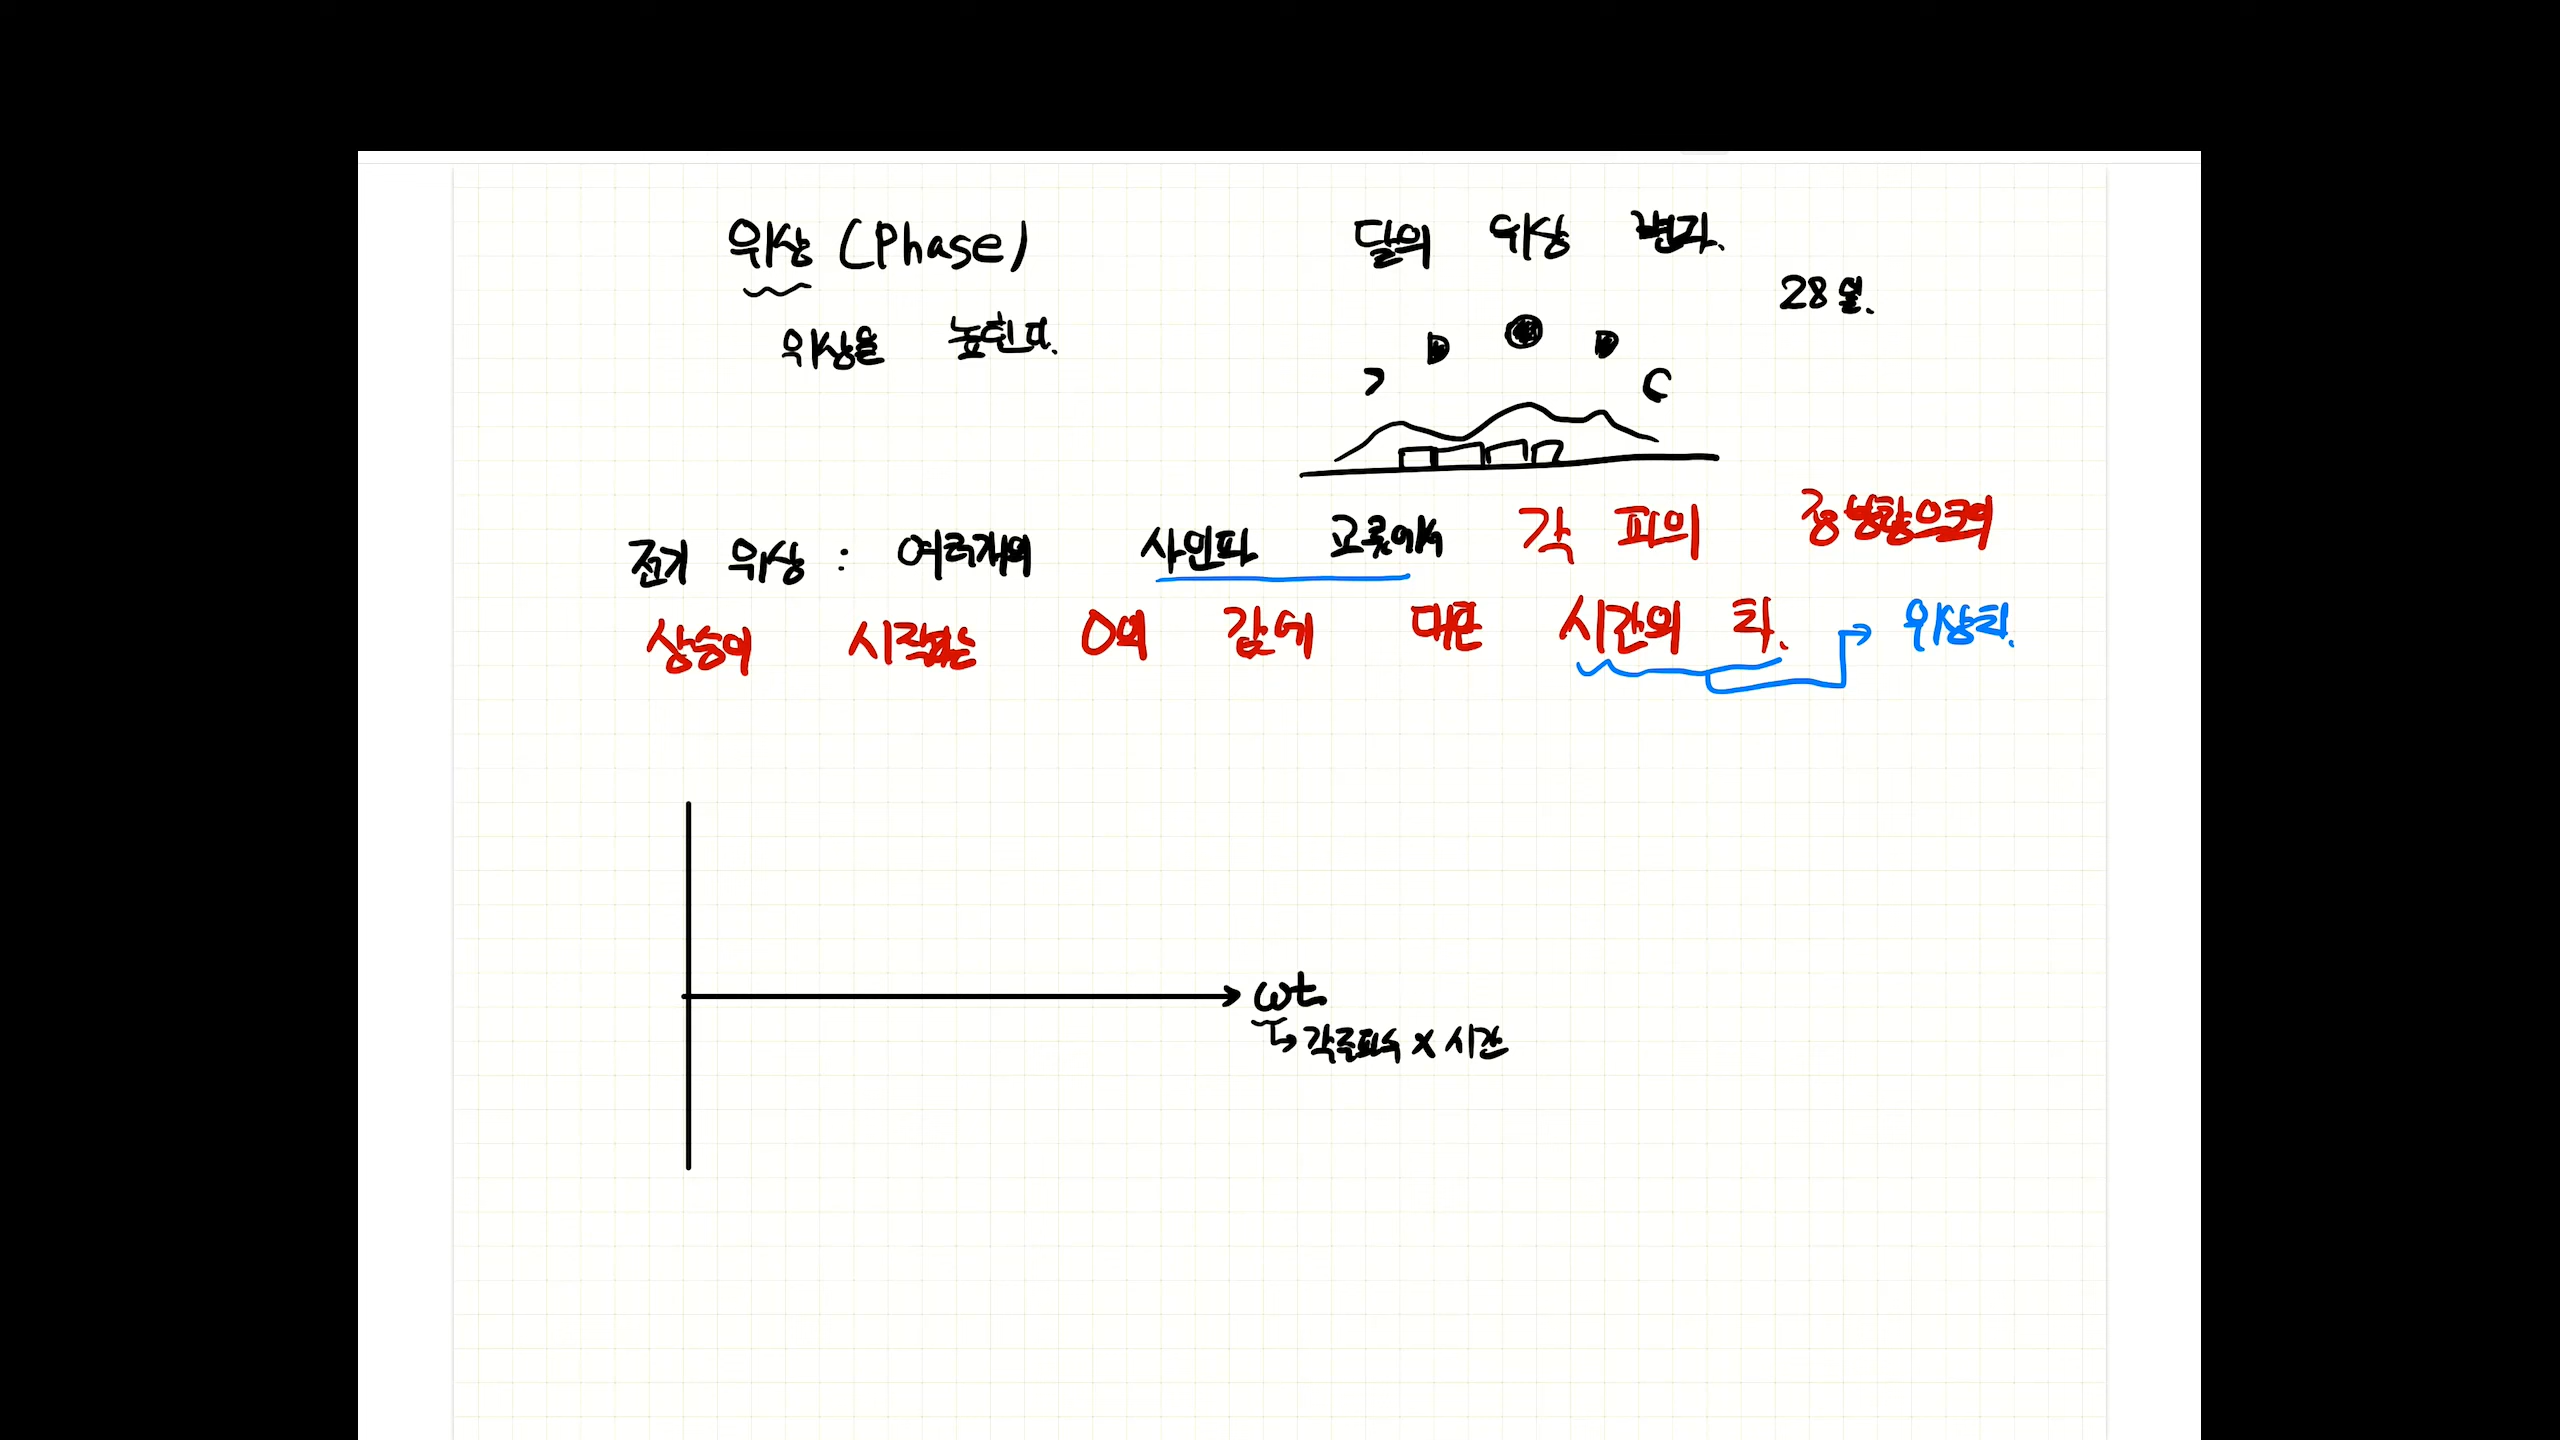 위상 (Phase)
위상을 높힌다.
달의 위상 변화.
28일.
전기 위상 : 여러개의 사인파 교류에서 각 파의 정방향으로의
상승이 시작되는 0의 값에 대한 시간의 차. → 위상차.
ωt
각주파수 × 시간